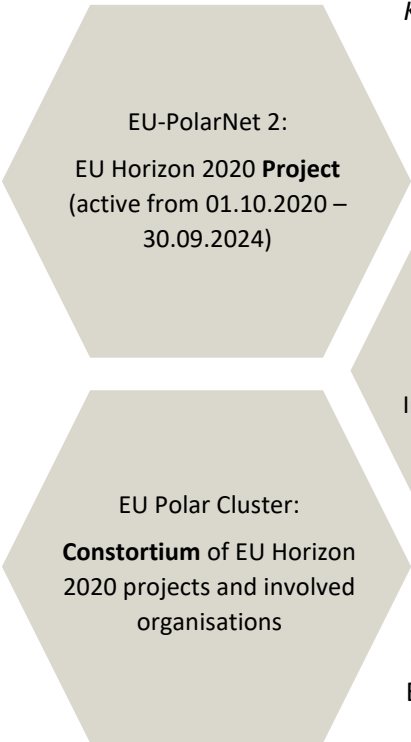 EU-PolarNet 2:
EU Horizon 2020 Project
(active from 01.10.2020 –
30.09.2024)
EU Polar Cluster:
Constortium of EU Horizon
2020 projects and involved
organisations